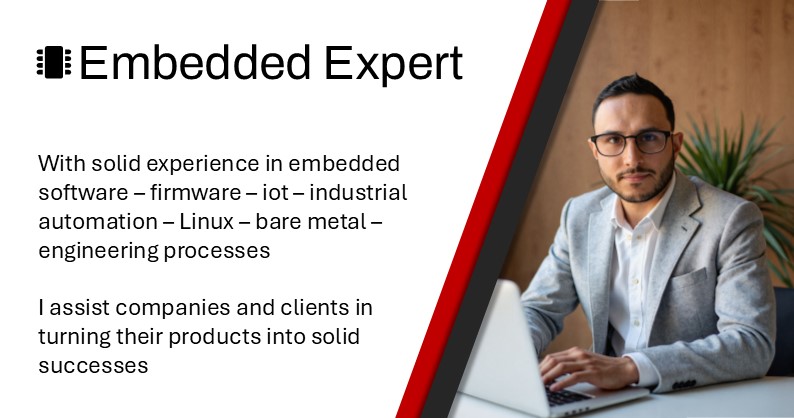 Embedded Expert
With solid experience in embedded
software – firmware – iot – industrial
automation – Linux – bare metal –
engineering processes
I assist companies and clients in
turning their products into solid
successes